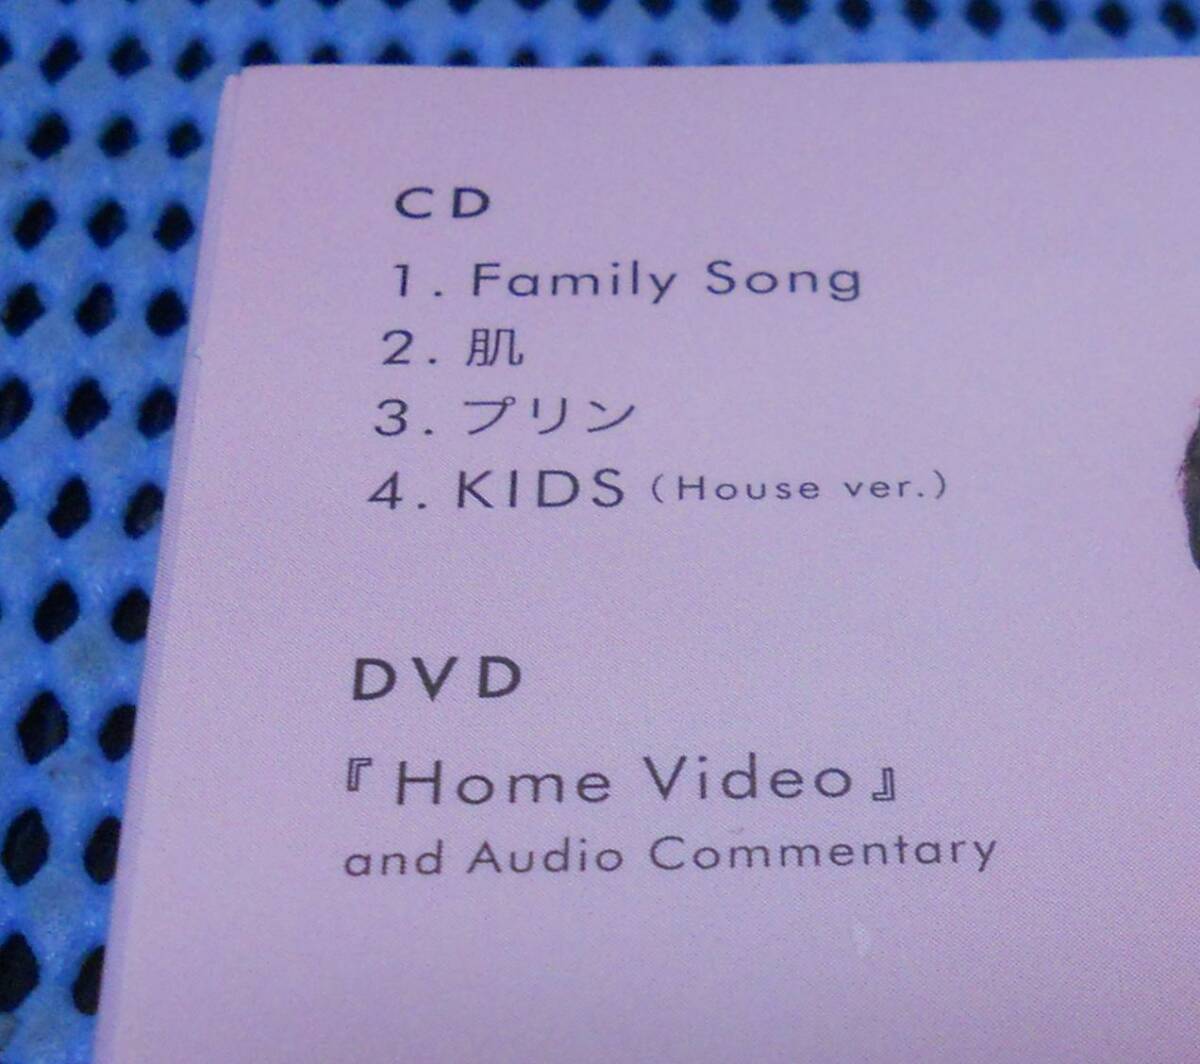 CD
1. Family Song
2. 肌
3. プリン
4. KIDS (House ver.)
DVD
『Home Video』
and Audio Commentary